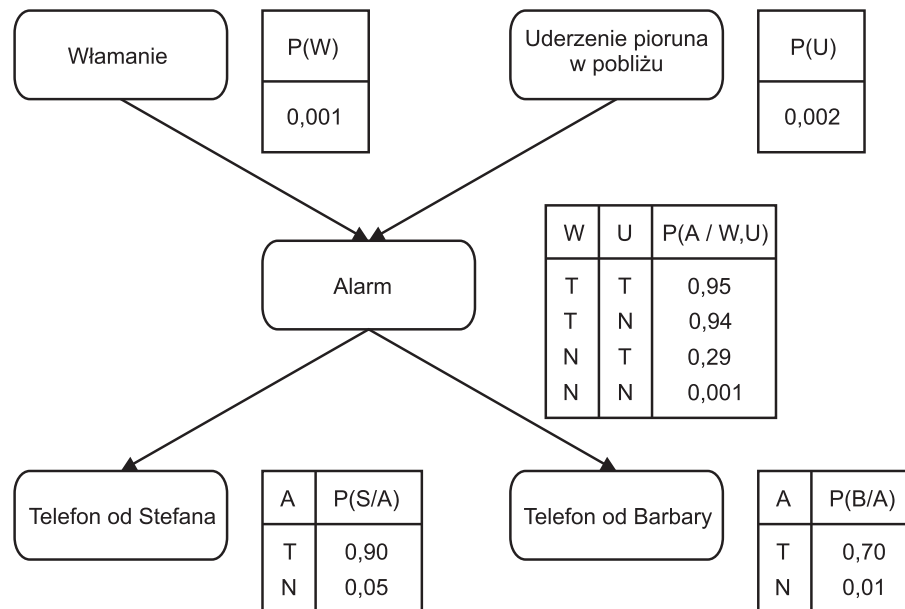 Włamanie
P(W)
0,001
Uderzenie pioruna
w pobliżu
P(U)
0,002
Alarm
W U P(A / W,U)
T T 0,95
T N 0,94
N T 0,29
N N 0,001
Telefon od Stefana
A P(S/A)
T 0,90
N 0,05
Telefon od Barbary
A P(B/A)
T 0,70
N 0,01